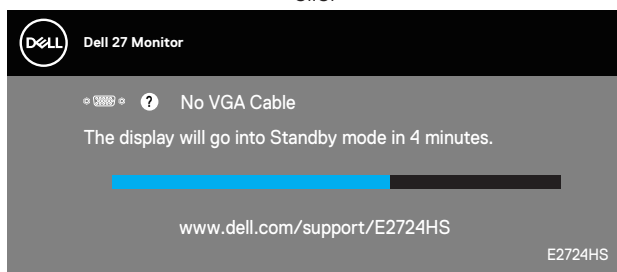 DELL
Dell 27 Monitor
? No VGA Cable
The display will go into Standby mode in 4 minutes.
www.dell.com/support/E2724HS
E2724HS